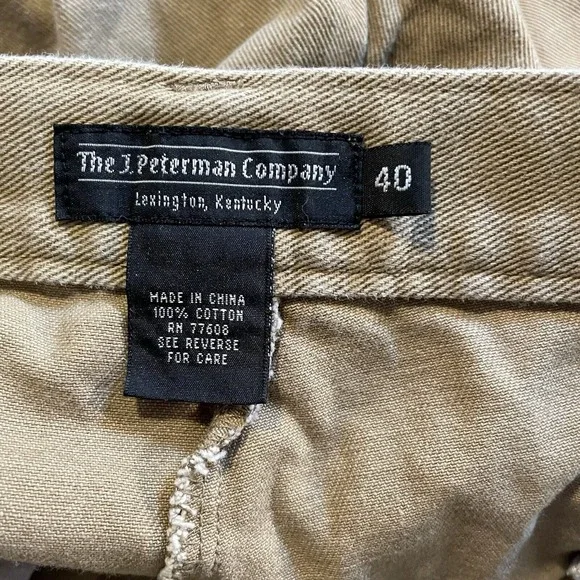 The J. Peterman Company
Lexington, Kentucky
40
MADE IN CHINA
100% COTTON
RN 77608
SEE REVERSE
FOR CARE